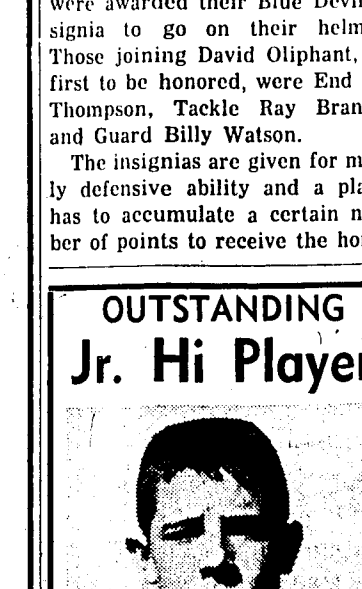 were awarded their Blue Devil
signia to go on their helm
Those joining David Oliphant,
first to be honored, were End
Thompson, Tackle Ray Bran
and Guard Billy Watson.
The insignias are given for m
ly defensive ability and a pla
has to accumulate a certain n
ber of points to receive the ho
OUTSTANDING
Jr. Hi Player